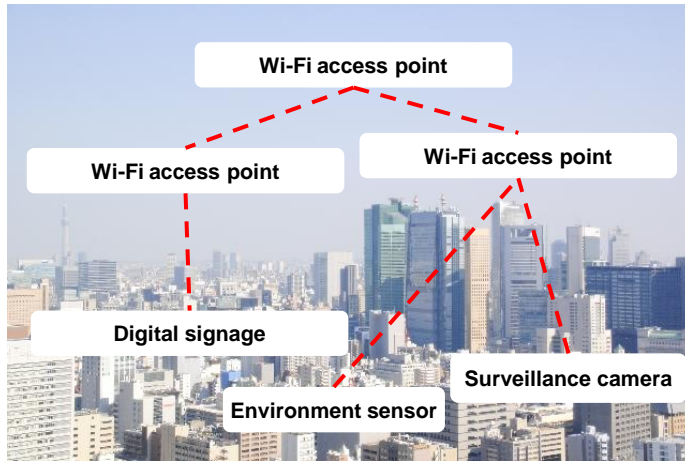 Wi-Fi access point
Wi-Fi access point
Wi-Fi access point
Digital signage
Surveillance camera
Environment sensor